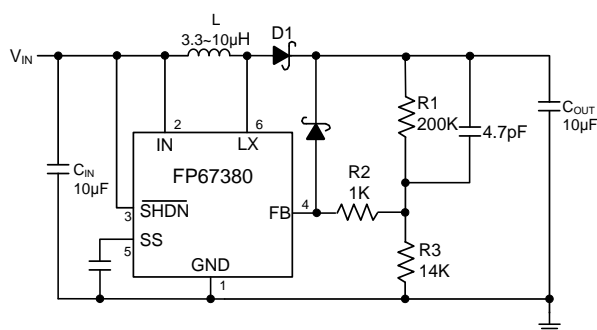 L
3.3~10µH
D1
VIN
2
6
IN
LX
R1
200K
4.7pF
COUT
10µF
CIN
10µF
FP67380
R2
1K
3
SHDN
FB
4
SS
5
R3
14K
GND
1